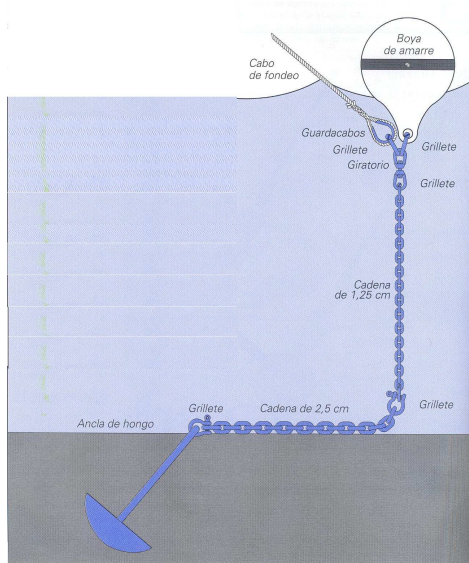 Boya
de amarre
Cabo
de fondeo
Guardacabos
Grillete
Grillete
Giratorio
Grillete
Cadena
de 1,25 cm
Grillete
Grillete
Cadena de 2,5 cm
Ancla de hongo